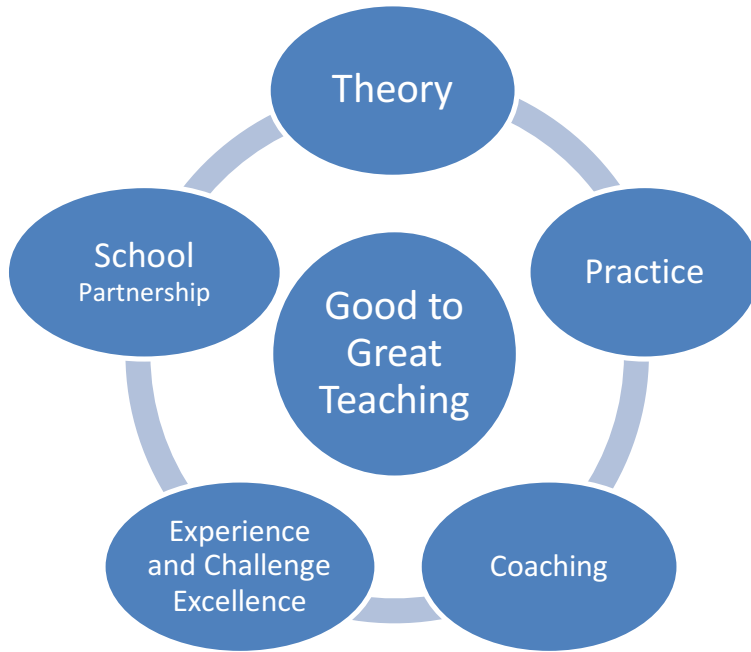 Theory
Practice
Coaching
Experience
and Challenge
Excellence
School
Partnership
Good to
Great
Teaching